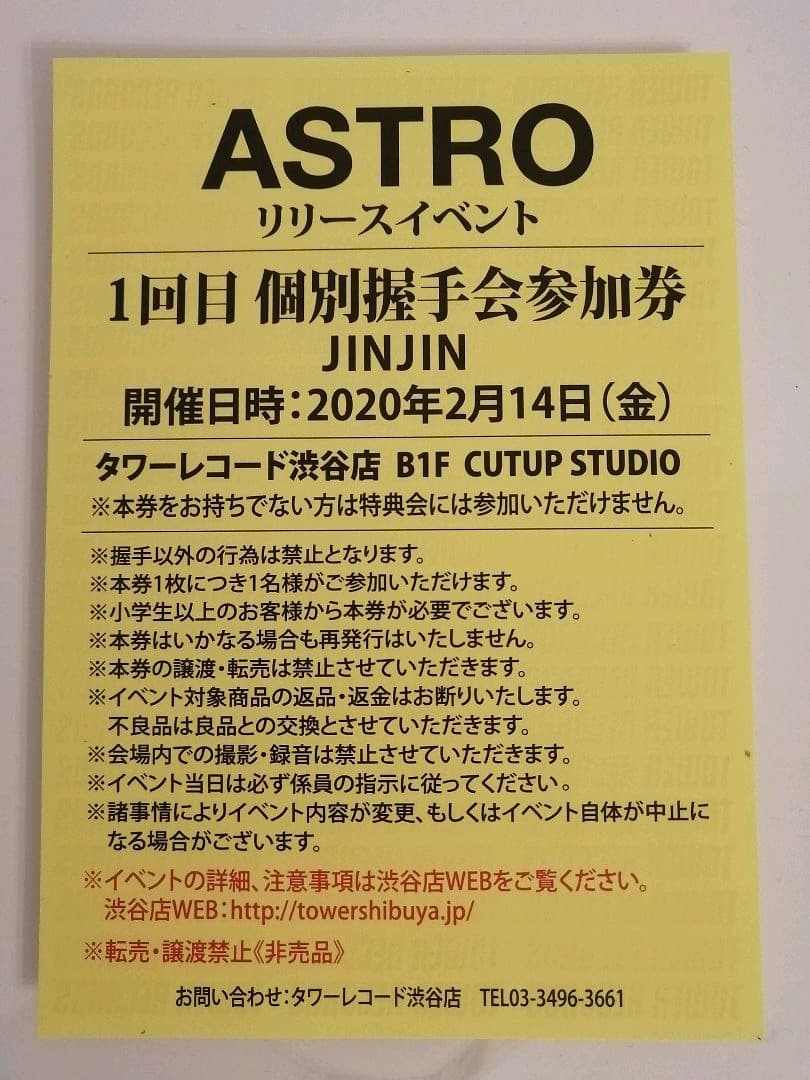 ASTRO
リリースイベント
1回目 個別握手会参加券
JINJIN
開催日時：2020年2月14日（金）
タワーレコード渋谷店 B1F CUTUP STUDIO
※本券をお持ちでない方は特典会には参加いただけません。
※握手以外の行為は禁止となります。
※本券1枚につき1名様がご参加いただけます。
※小学生以上のお客様から本券が必要でございます。
※本券はいかなる場合も再発行はいたしません。
※本券の譲渡・転売は禁止させていただきます。
※イベント対象商品の返品・返金はお断りいたします。
不良品は良品との交換とさせていただきます。
※会場内での撮影・録音は禁止させていただきます。
※イベント当日は必ず係員の指示に従ってください。
※諸事情によりイベント内容が変更、もしくはイベント自体が中止に
なる場合がございます。
※イベントの詳細、注意事項は渋谷店WEBをご覧ください。
渋谷店WEB：http://towershibuya.jp/
※転売・譲渡禁止《非売品》
お問い合わせ：タワーレコード渋谷店 TEL03-3496-3661